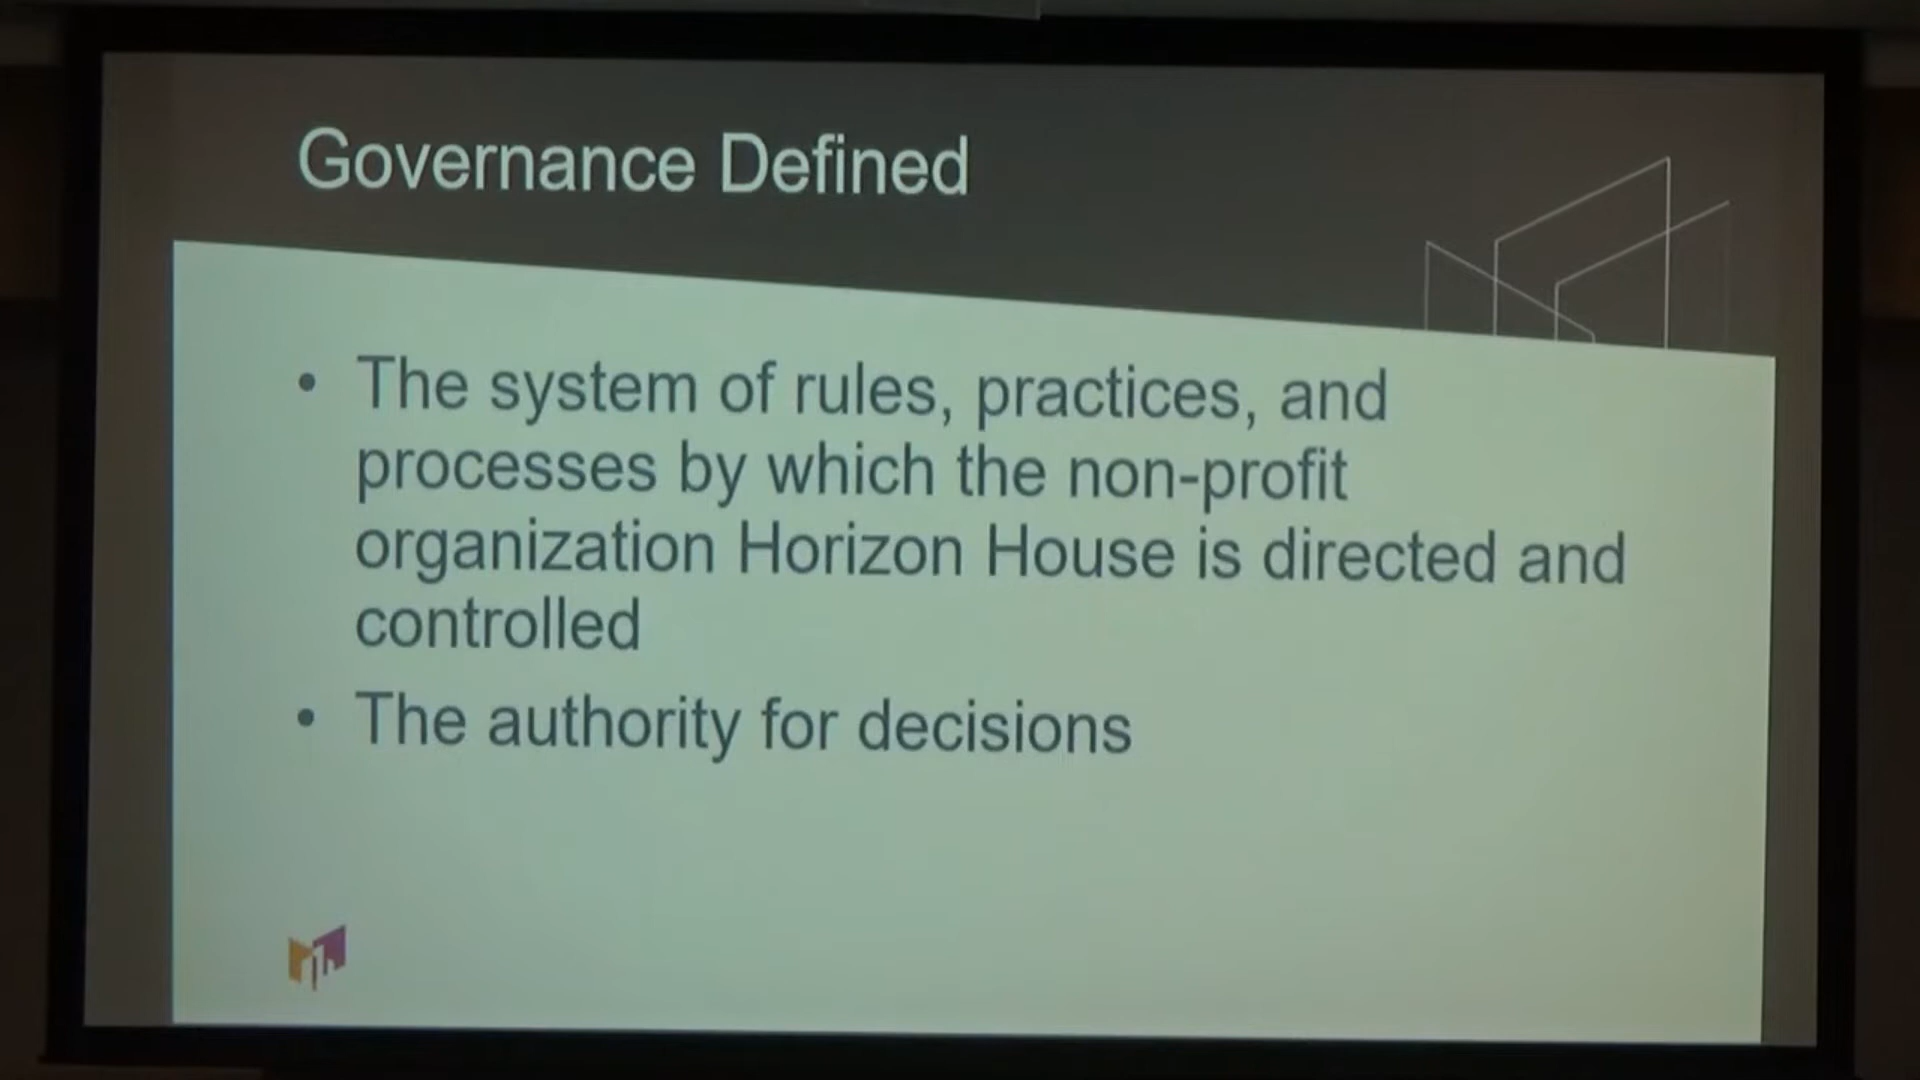 Governance Defined
• The system of rules, practices, and
processes by which the non-profit
organization Horizon House is directed and
controlled
• The authority for decisions